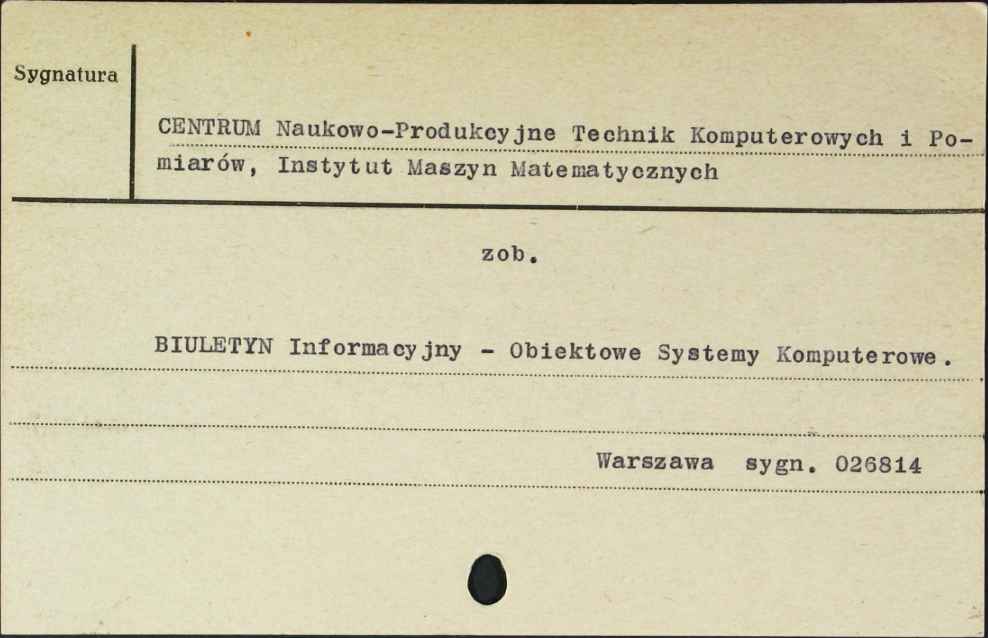 Sygnatura
CENTRUM Naukowo-Produkcyjne Technik Komputerowych i Po-
miarów, Instytut Maszyn Matematycznych
zob.
BIULETYN Informacyjny - Obiektowe Systemy Komputerowe.
Warszawa sygn. 026814